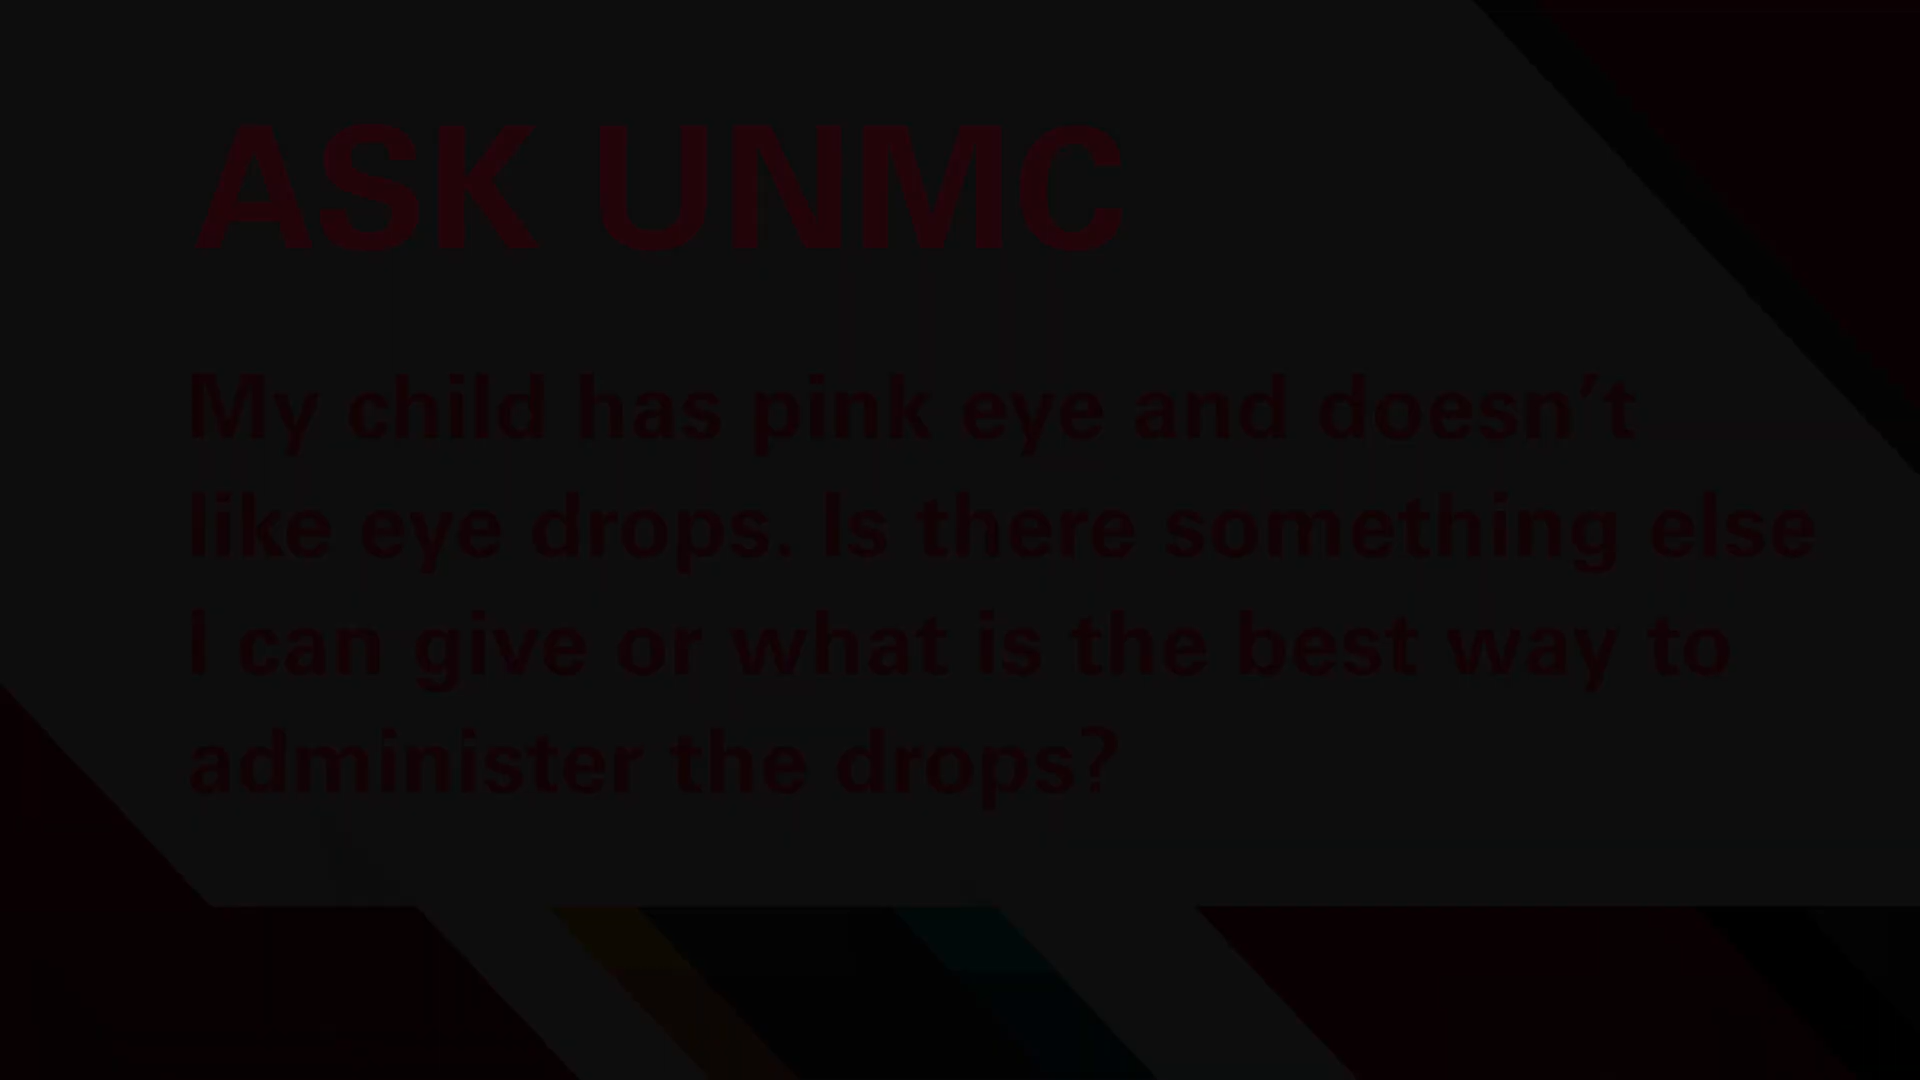 ASK UNMC
My child has pink eye and doesn’t
like eye drops. Is there something else
I can give or what is the best way to
administer the drops?